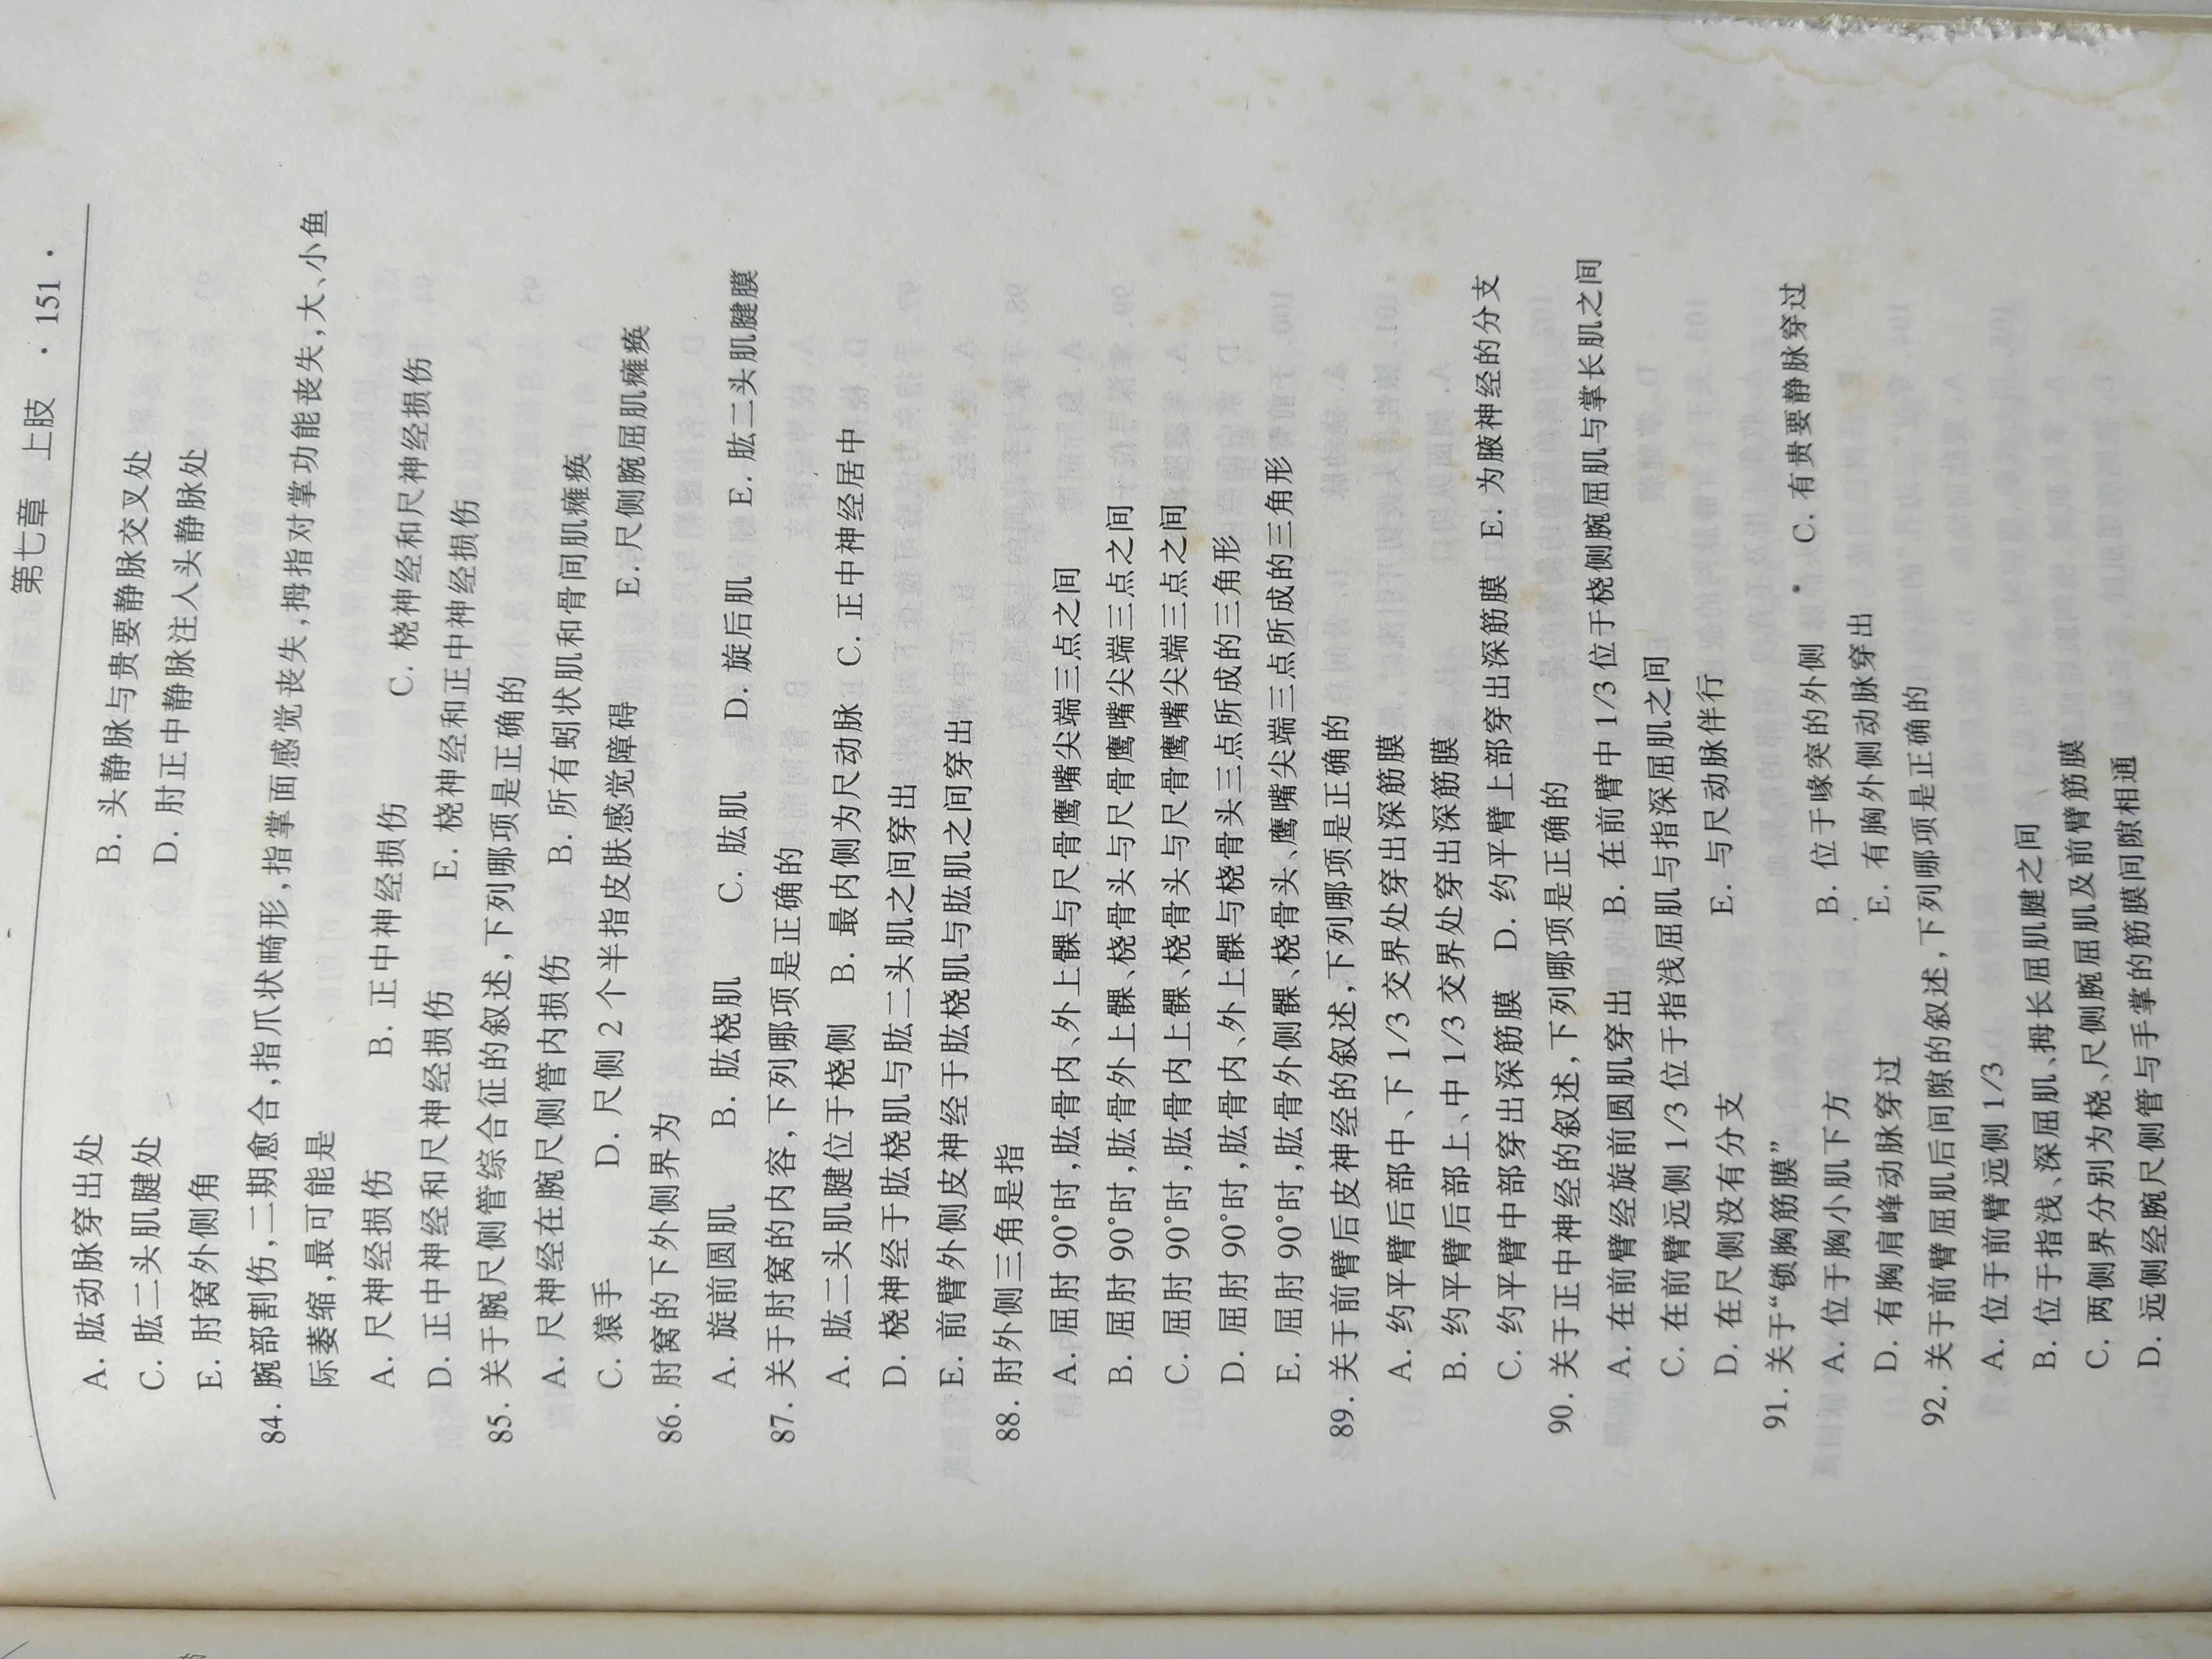 第七章 上肢 · 151 ·
A. 肱动脉穿出处 B. 头静脉与贵要静脉交叉处
C. 肱二头肌腱处 D. 肘正中静脉注入头静脉处
E. 肘窝外侧角
84. 腕部割伤,二期愈合,指爪状畸形,指掌面感觉丧失,拇指对掌功能丧失,大、小鱼
际萎缩,最可能是
A. 尺神经损伤 B. 正中神经损伤 C. 桡神经和尺神经损伤
D. 正中神经和尺神经损伤 E. 桡神经和正中神经损伤
85. 关于腕尺侧管综合征的叙述,下列哪项是正确的
A. 尺神经在腕尺侧管内损伤 B. 所有蚓状肌和骨间肌瘫痪
C. 猿手 D. 尺侧 2 个半指皮肤感觉障碍 E. 尺侧腕屈肌瘫痪
86. 肘窝的下外侧界为
A. 旋前圆肌 B. 肱桡肌 C. 肱肌 D. 旋后肌 E. 肱二头肌腱膜
87. 关于肘窝的内容,下列哪项是正确的
A. 肱二头肌腱位于桡侧 B. 最内侧为尺动脉 C. 正中神经居中
D. 桡神经于肱桡肌与肱二头肌之间穿出
E. 前臂外侧皮神经于肱桡肌与肱肌之间穿出
88. 肘外侧三角是指
A. 屈肘 90°时,肱骨内、外上髁与尺骨鹰嘴尖端三点之间
B. 屈肘 90°时,肱骨外上髁、桡骨头与尺骨鹰嘴尖端三点之间
C. 屈肘 90°时,肱骨内上髁、桡骨头与尺骨鹰嘴尖端三点之间
D. 屈肘 90°时,肱骨内、外上髁与桡骨头三点所成的三角形
E. 屈肘 90°时,肱骨外侧髁、桡骨头、鹰嘴尖端三点所成的三角形
89. 关于前臂后皮神经的叙述,下列哪项是正确的
A. 约平臂后部中、下 1/3 交界处穿出深筋膜
B. 约平臂后部上、中 1/3 交界处穿出深筋膜
C. 约平臂中部穿出深筋膜 D. 约平臂上部穿出深筋膜 E. 为腋神经的分支
90. 关于正中神经的叙述,下列哪项是正确的
A. 在前臂经旋前圆肌穿出 B. 在前臂中 1/3 位于桡侧腕屈肌与掌长肌之间
C. 在前臂远侧 1/3 位于指浅屈肌与指深屈肌之间
D. 在尺侧没有分支 E. 与尺动脉伴行
91. 关于“锁胸筋膜”
A. 位于胸小肌下方 B. 位于喙突的外侧 C. 有贵要静脉穿过
D. 有胸肩峰动脉穿过 E. 有胸外侧动脉穿出
92. 关于前臂屈肌后间隙的叙述,下列哪项是正确的
A. 位于前臂远侧 1/3
B. 位于指浅、深屈肌、拇长屈肌腱之间
C. 两侧界分别为桡、尺侧腕屈肌及前臂筋膜
D. 远侧经腕尺侧管与手掌的筋膜间隙相通